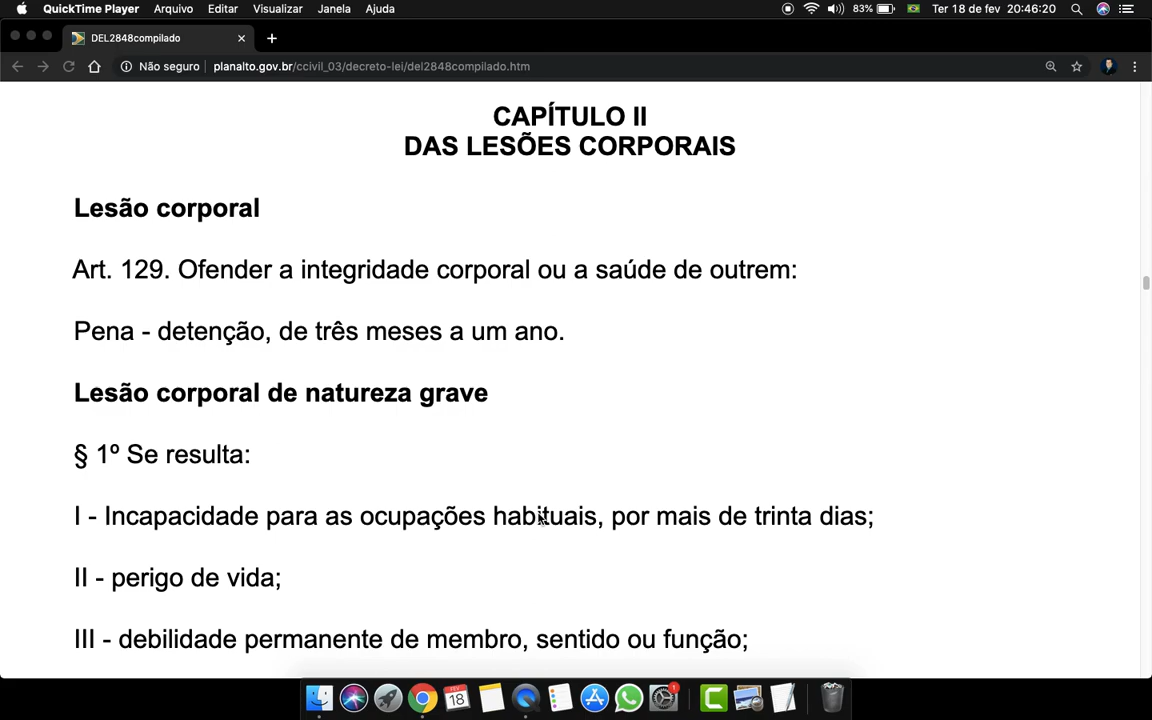 QuickTime Player Arquivo Editar Visualizar Janela Ajuda 83% Ter 18 de fev 20:46:20
DEL2848compilado
Não seguro planalto.gov.br/ccivil_03/decreto-lei/del2848compilado.htm
CAPÍTULO II
DAS LESÕES CORPORAIS
Lesão corporal
Art. 129. Ofender a integridade corporal ou a saúde de outrem:
Pena - detenção, de três meses a um ano.
Lesão corporal de natureza grave
§ 1º Se resulta:
I - Incapacidade para as ocupações habituais, por mais de trinta dias;
II - perigo de vida;
III - debilidade permanente de membro, sentido ou função;
FEV
18
1